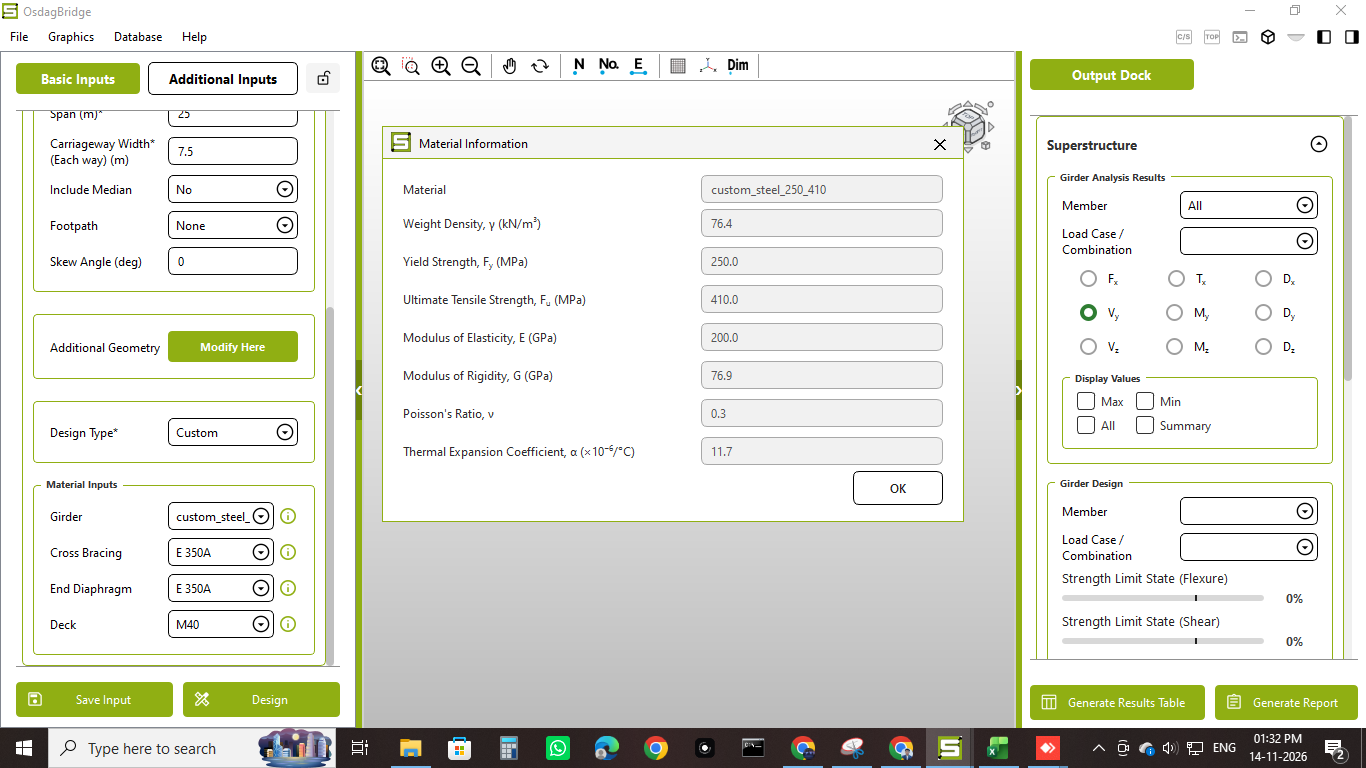 OsdagBridge
File Graphics Database Help
C/S TOP
Basic Inputs
Additional Inputs
N No. E Dim
Output Dock
Span (m)* 25
Carriageway Width* (Each way) (m) 7.5
Include Median No
Footpath None
Skew Angle (deg) 0
Additional Geometry Modify Here
Design Type* Custom
Material Inputs
Girder custom_steel_
Cross Bracing E 350A
End Diaphragm E 350A
Deck M40
Save Input
Design
Material Information
Material custom_steel_250_410
Weight Density, γ (kN/m³) 76.4
Yield Strength, Fy (MPa) 250.0
Ultimate Tensile Strength, Fu (MPa) 410.0
Modulus of Elasticity, E (GPa) 200.0
Modulus of Rigidity, G (GPa) 76.9
Poisson's Ratio, ν 0.3
Thermal Expansion Coefficient, α (×10⁻⁶/°C) 11.7
OK
Superstructure
Girder Analysis Results
Member All
Load Case / Combination
Fx Tx Dx
Vy My Dy
Vz Mz Dz
Display Values
Max Min
All Summary
Girder Design
Member
Load Case / Combination
Strength Limit State (Flexure)
0%
Strength Limit State (Shear)
0%
Generate Results Table
Generate Report
Type here to search
ENG
01:32 PM
14-11-2026
2